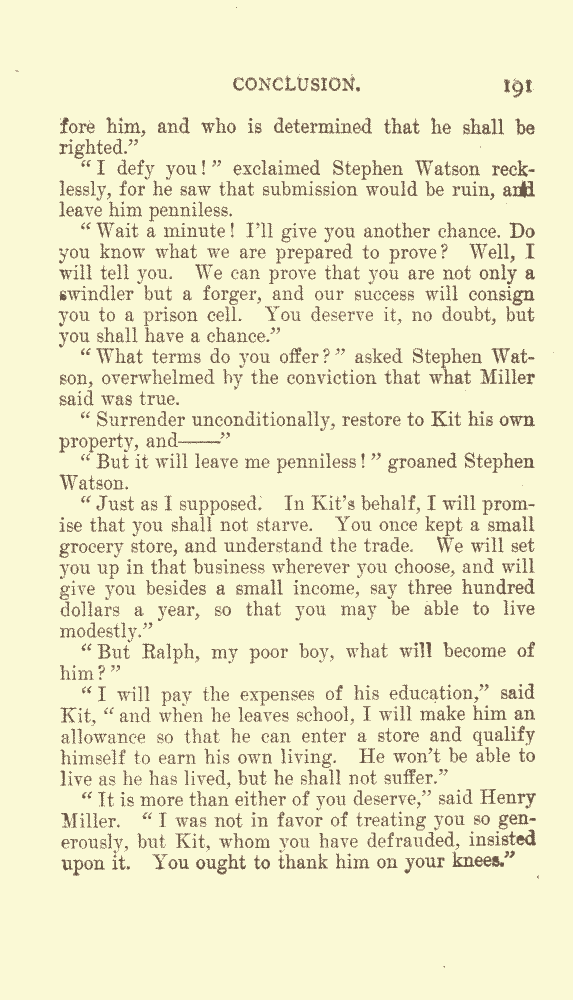 CONCLUSION. 191
fore him, and who is determined that he shall be
righted.”
“I defy you!” exclaimed Stephen Watson reck-
lessly, for he saw that submission would be ruin, and
leave him penniless.
“Wait a minute! I’ll give you another chance. Do
you know what we are prepared to prove? Well, I
will tell you. We can prove that you are not only a
swindler but a forger, and our success will consign
you to a prison cell. You deserve it, no doubt, but
you shall have a chance.”
“What terms do you offer?” asked Stephen Wat-
son, overwhelmed by the conviction that what Miller
said was true.
“Surrender unconditionally, restore to Kit his own
property, and——”
“But it will leave me penniless!” groaned Stephen
Watson.
“Just as I supposed. In Kit’s behalf, I will prom-
ise that you shall not starve. You once kept a small
grocery store, and understand the trade. We will set
you up in that business wherever you choose, and will
give you besides a small income, say three hundred
dollars a year, so that you may be able to live
modestly.”
“But Ralph, my poor boy, what will become of
him?”
“I will pay the expenses of his education,” said
Kit, “and when he leaves school, I will make him an
allowance so that he can enter a store and qualify
himself to earn his own living. He won’t be able to
live as he has lived, but he shall not suffer.”
“It is more than either of you deserve,” said Henry
Miller. “I was not in favor of treating you so gen-
erously, but Kit, whom you have defrauded, insisted
upon it. You ought to thank him on your knees.”